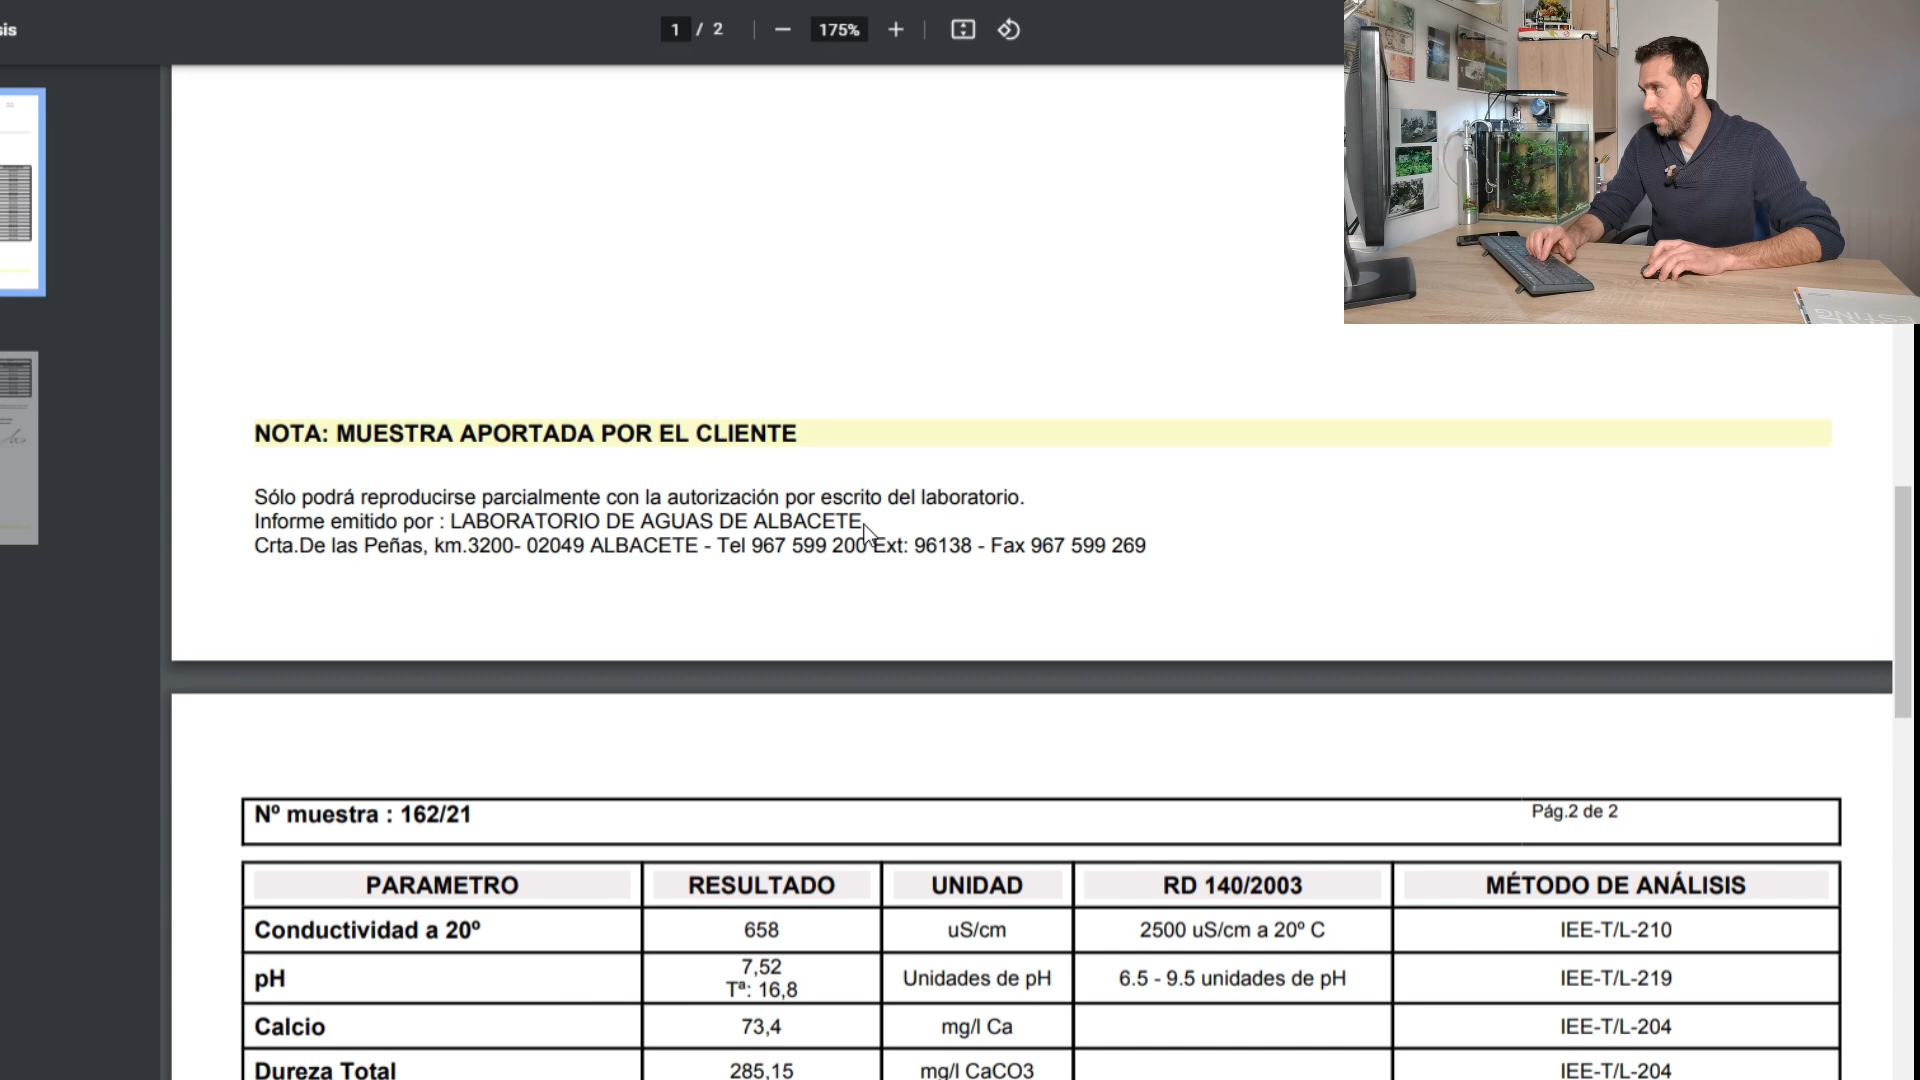 sis
1 / 2
175%
NOTA: MUESTRA APORTADA POR EL CLIENTE
Sólo podrá reproducirse parcialmente con la autorización por escrito del laboratorio.
Informe emitido por : LABORATORIO DE AGUAS DE ALBACETE
Crta.De las Peñas, km.3200- 02049 ALBACETE - Tel 967 599 200 Ext: 96138 - Fax 967 599 269
Nº muestra : 162/21 Pág.2 de 2
PARAMETRO RESULTADO UNIDAD RD 140/2003 MÉTODO DE ANÁLISIS
Conductividad a 20º 658 uS/cm 2500 uS/cm a 20º C IEE-T/L-210
pH 7,52 Unidades de pH 6.5 - 9.5 unidades de pH IEE-T/L-219
Tª: 16,8
Calcio 73,4 mg/l Ca IEE-T/L-204
Dureza Total 285,15 mg/l CaCO3 IEE-T/L-204